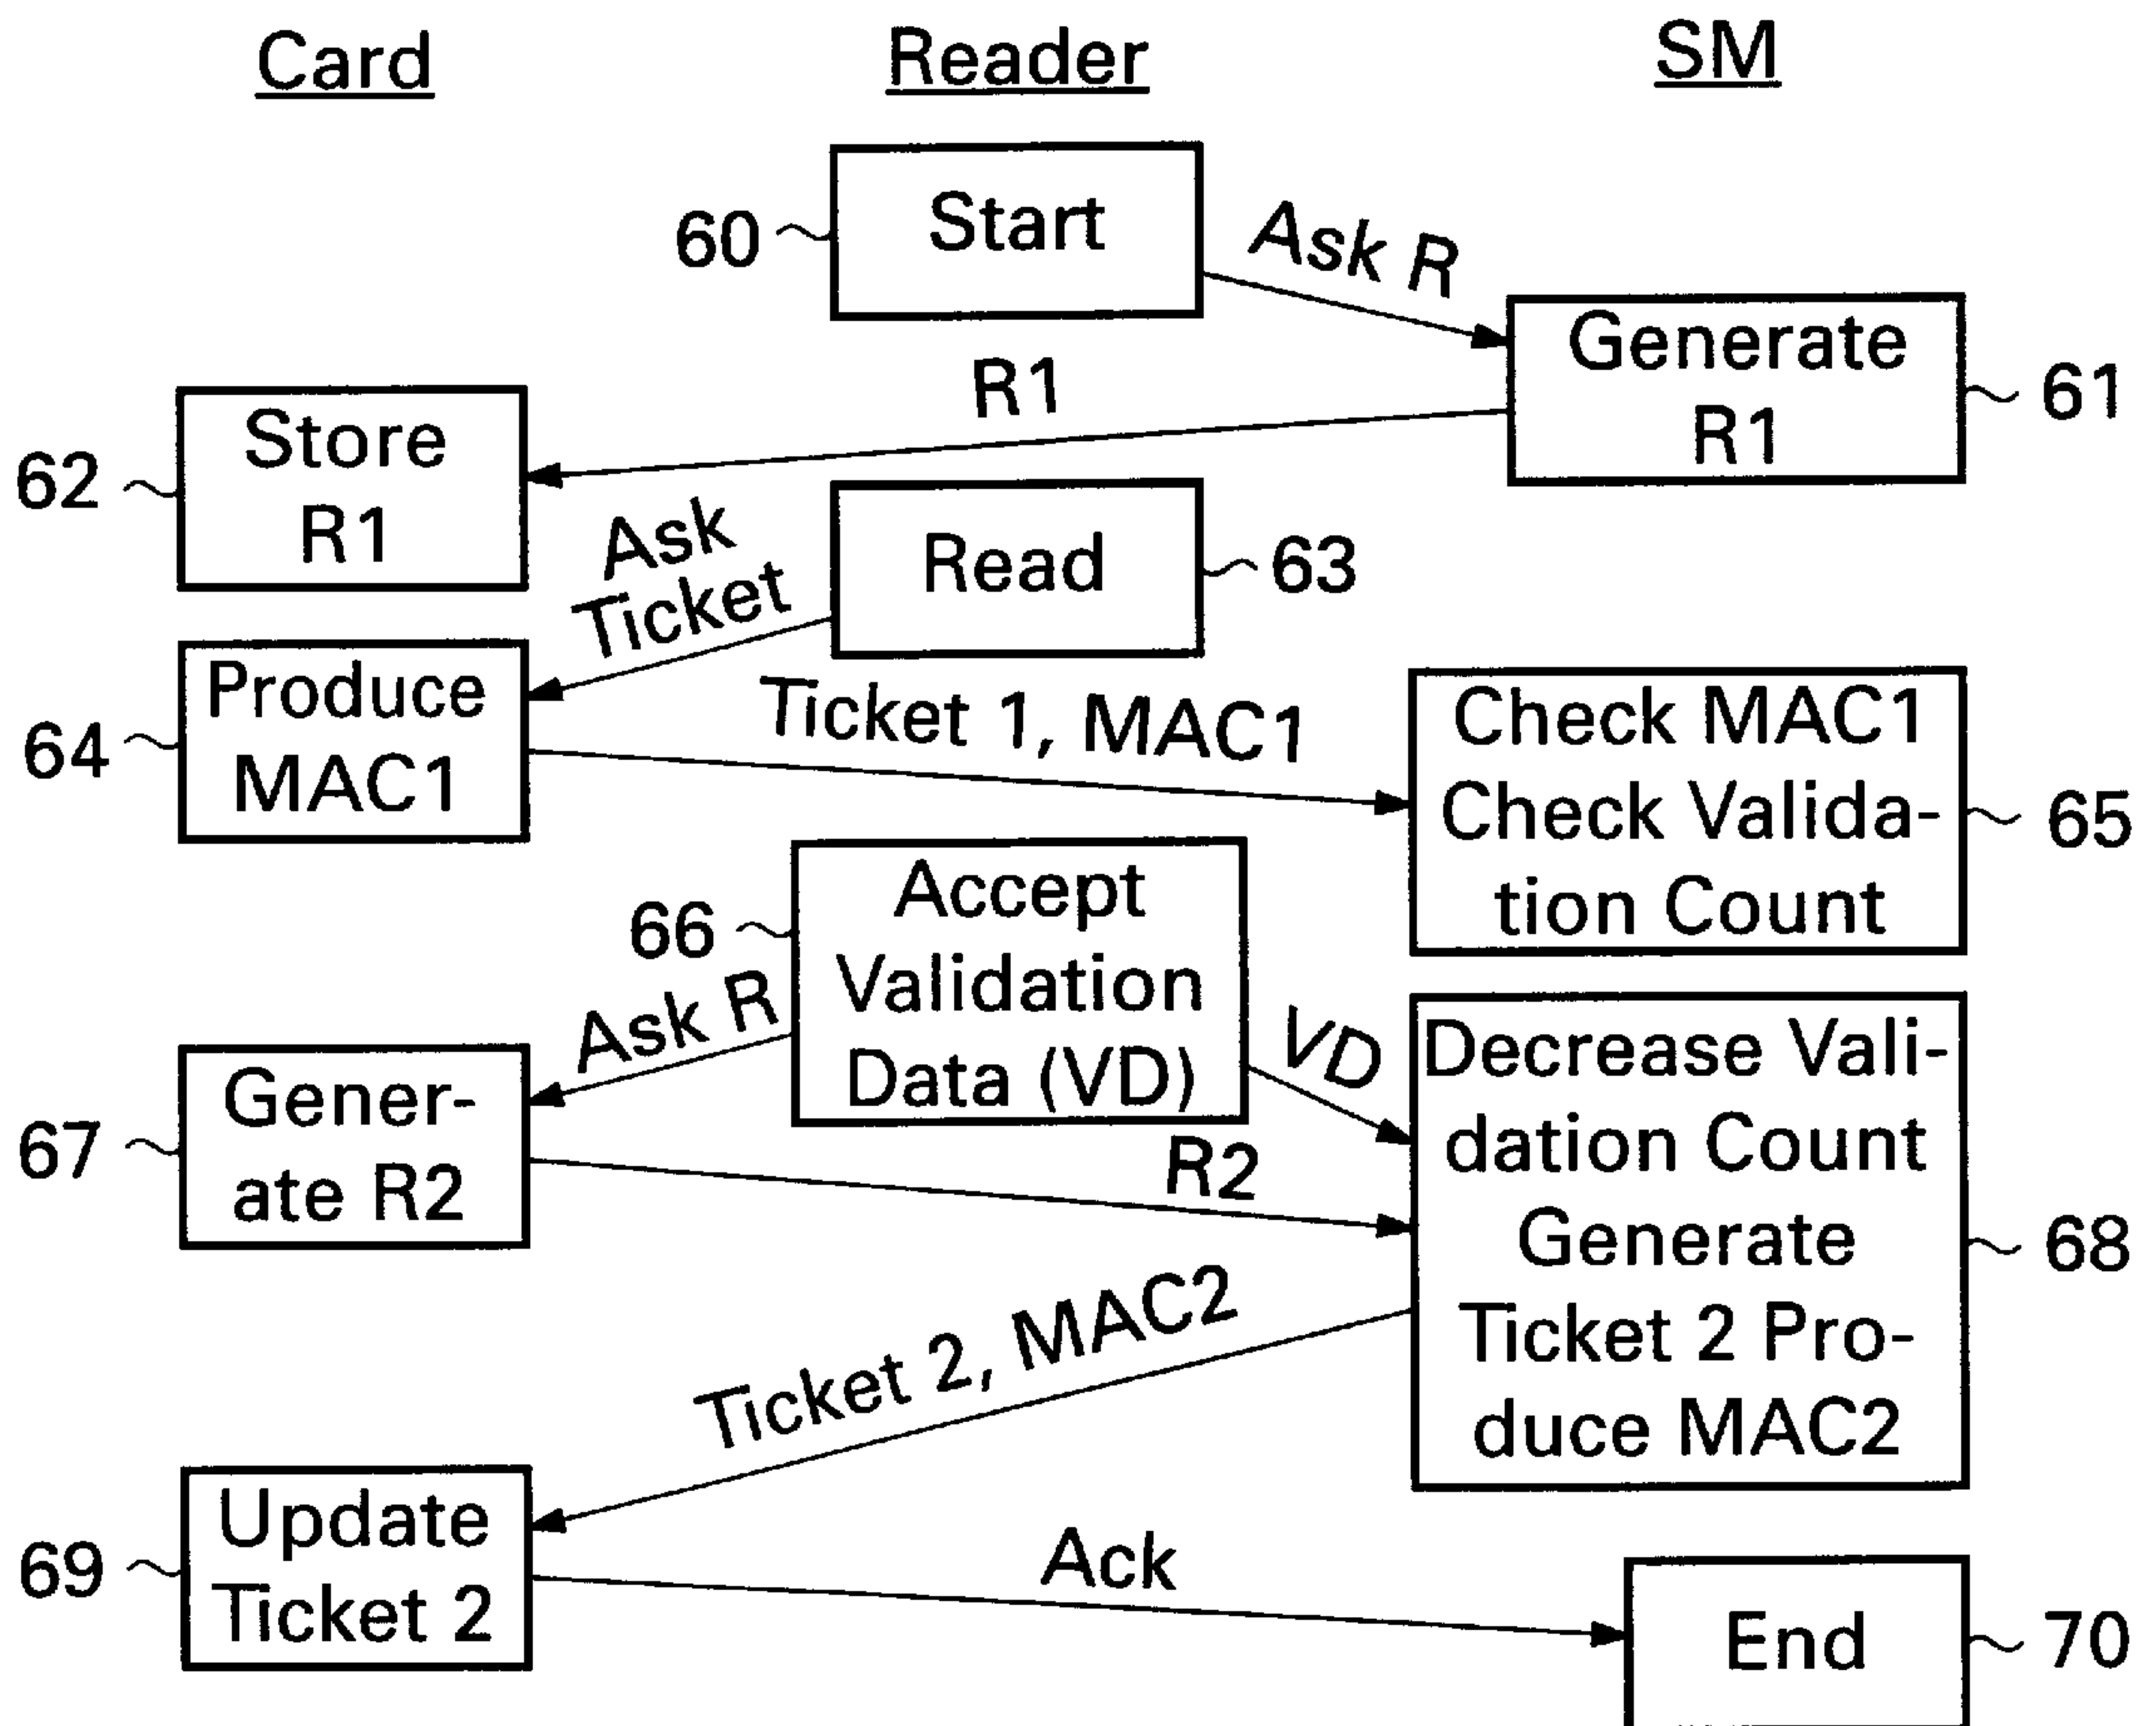 Card
Reader
SM
60
Start
Ask R
Generate
R1
61
R1
62
Store
R1
Ask
Ticket
Read
63
64
Produce
MAC1
Ticket 1, MAC1
Check MAC1
Check Valida-
tion Count
65
66
Accept
Validation
Data (VD)
Ask R
VD
67
Gener-
ate R2
R2
Decrease Vali-
dation Count
Generate
Ticket 2 Pro-
duce MAC2
68
Ticket 2, MAC2
69
Update
Ticket 2
Ack
End
70